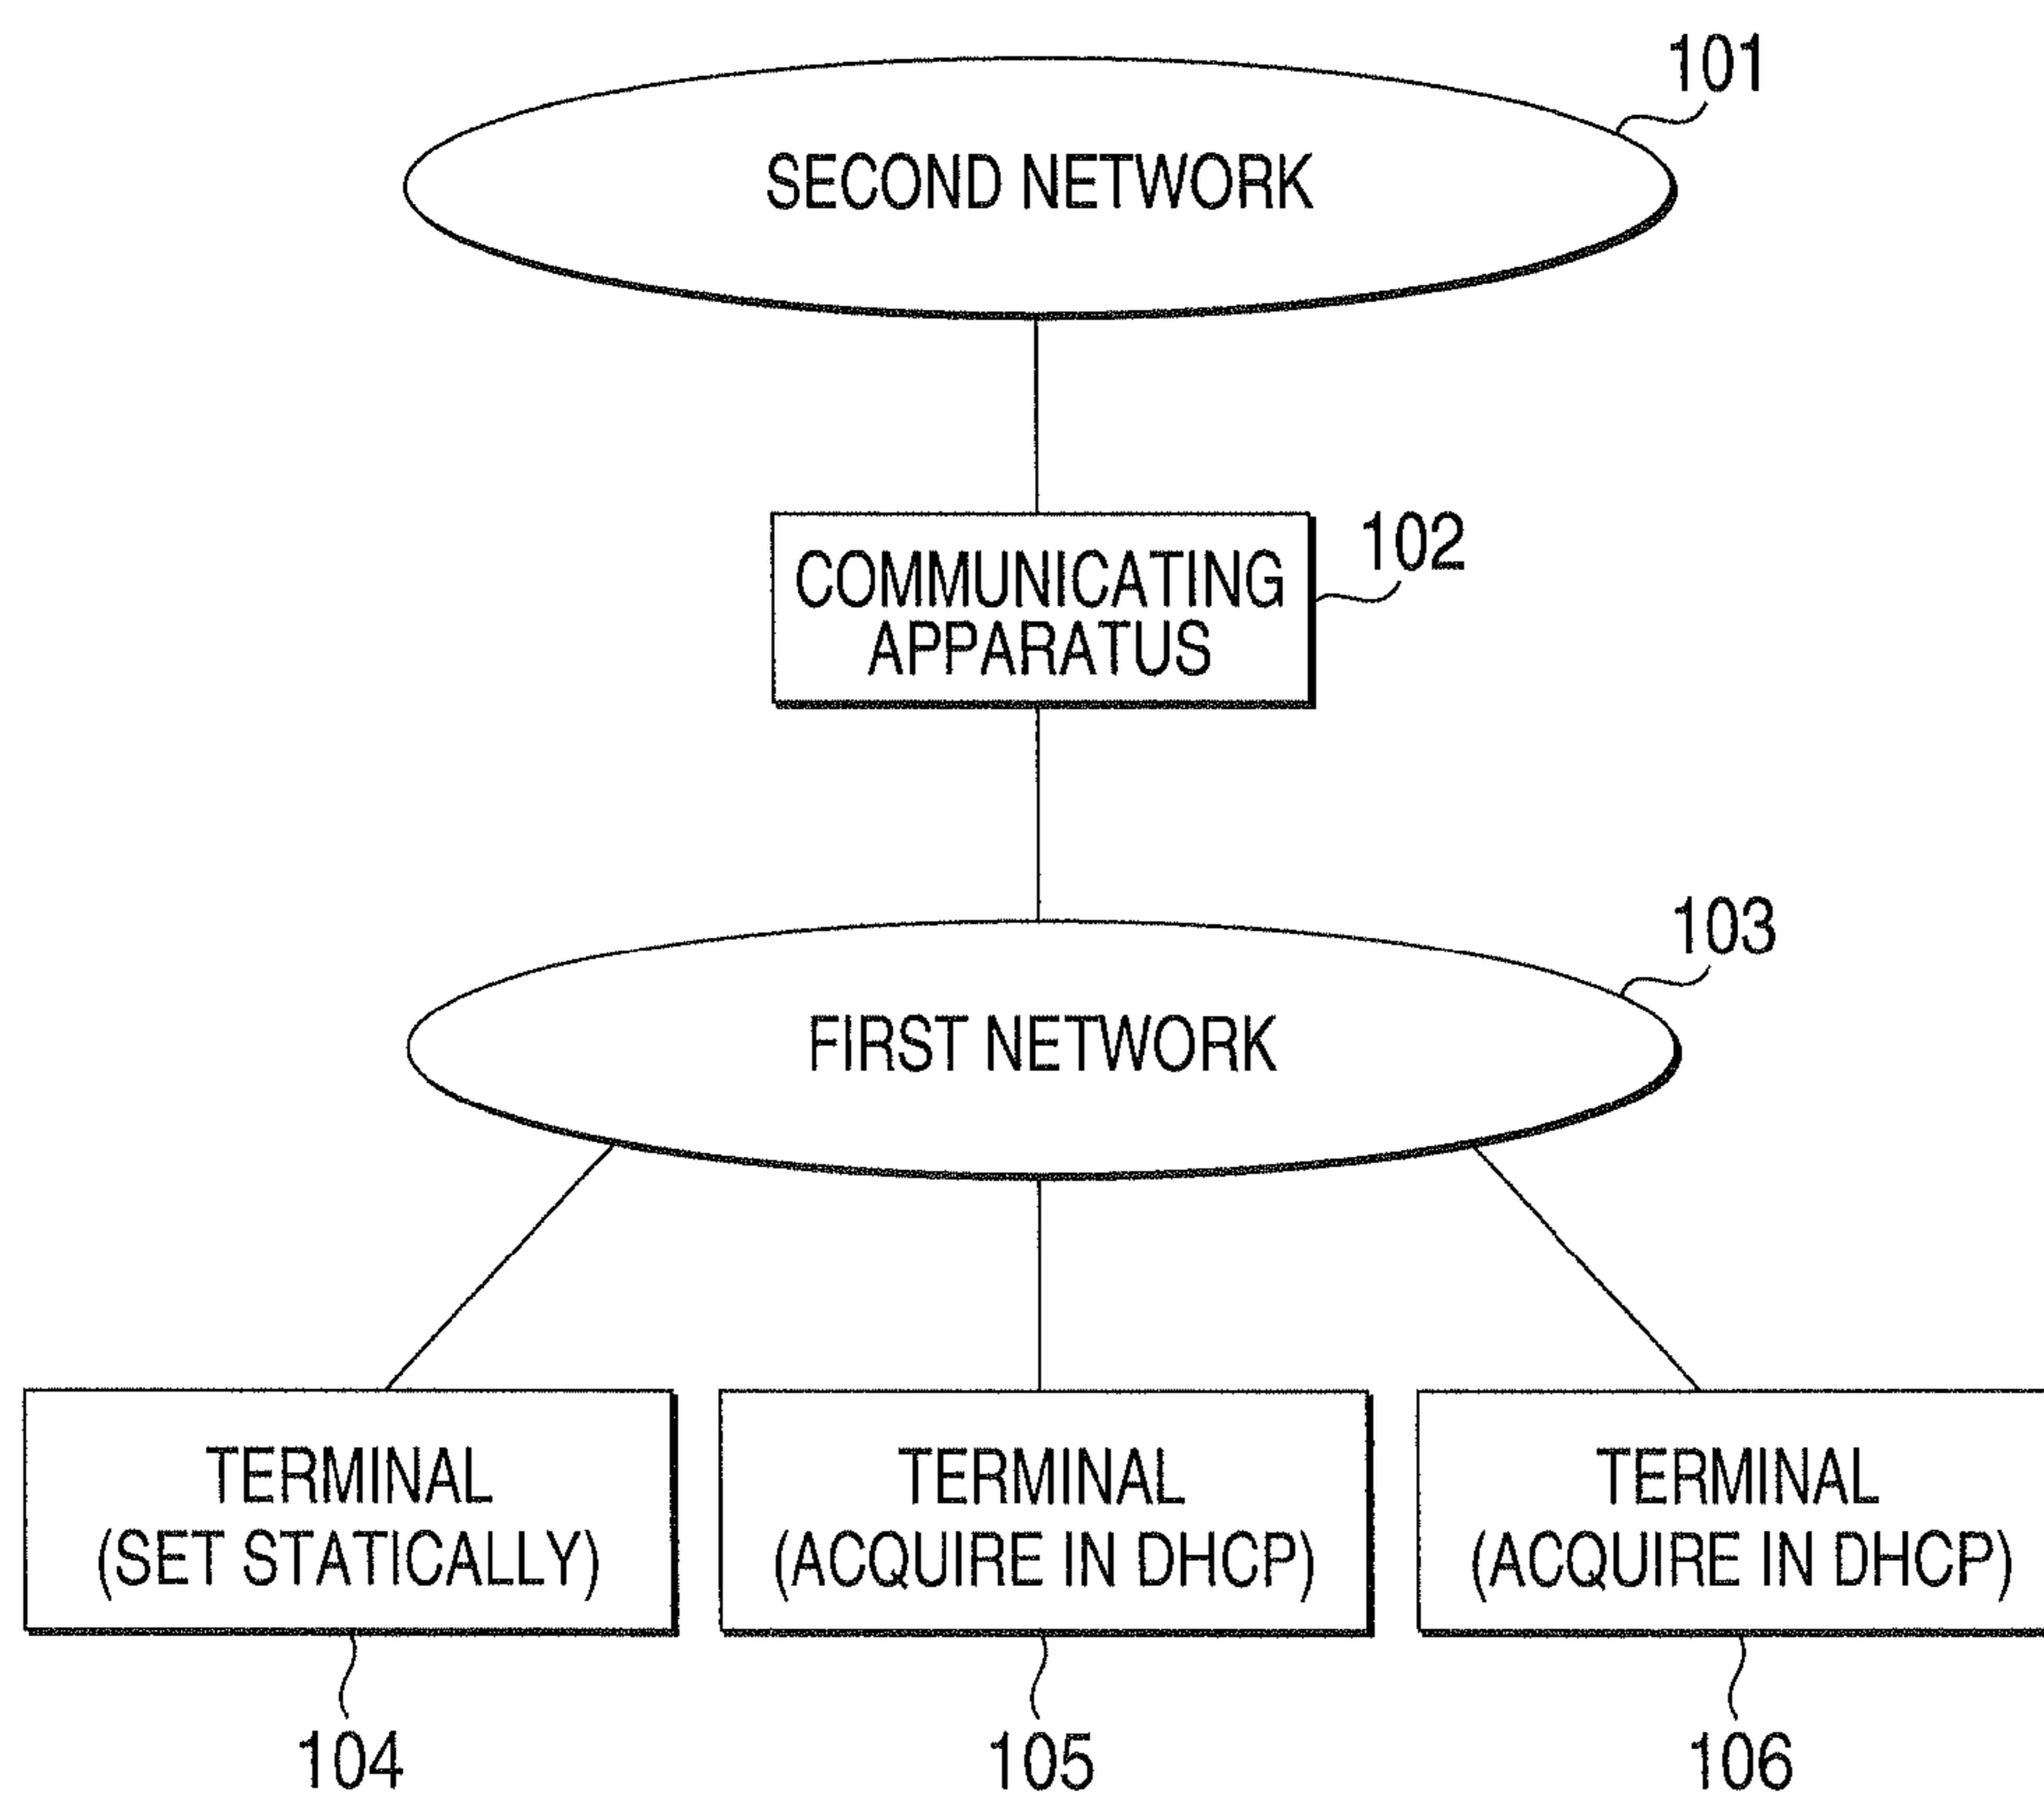 101
SECOND NETWORK
102
COMMUNICATING
APPARATUS
103
FIRST NETWORK
TERMINAL
(SET STATICALLY)
TERMINAL
(ACQUIRE IN DHCP)
TERMINAL
(ACQUIRE IN DHCP)
104
105
106